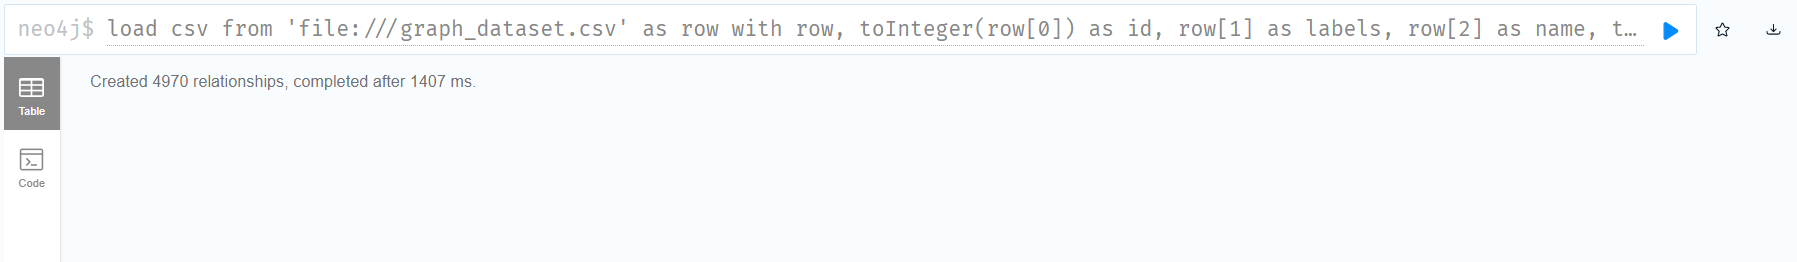 neo4j$ load csv from 'file:///graph_dataset.csv' as row with row, toInteger(row[0]) as id, row[1] as labels, row[2] as name, t…
Table
Created 4970 relationships, completed after 1407 ms.
Code